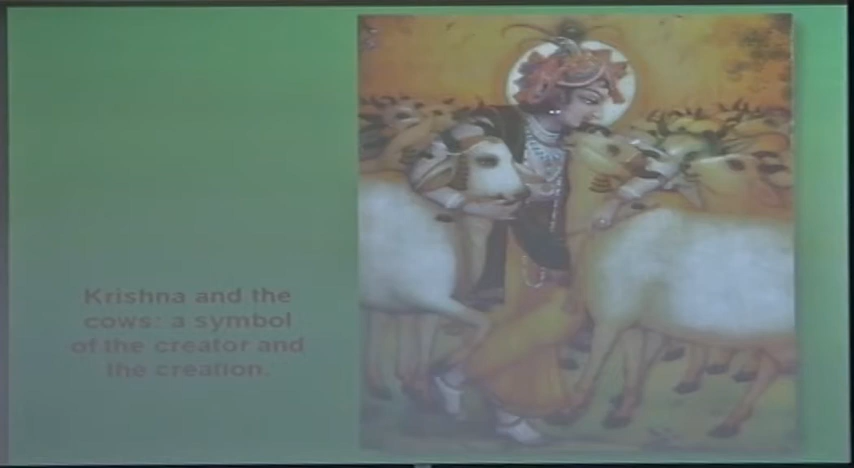 Krishna and the
cows: a symbol
of the creator and
the creation.